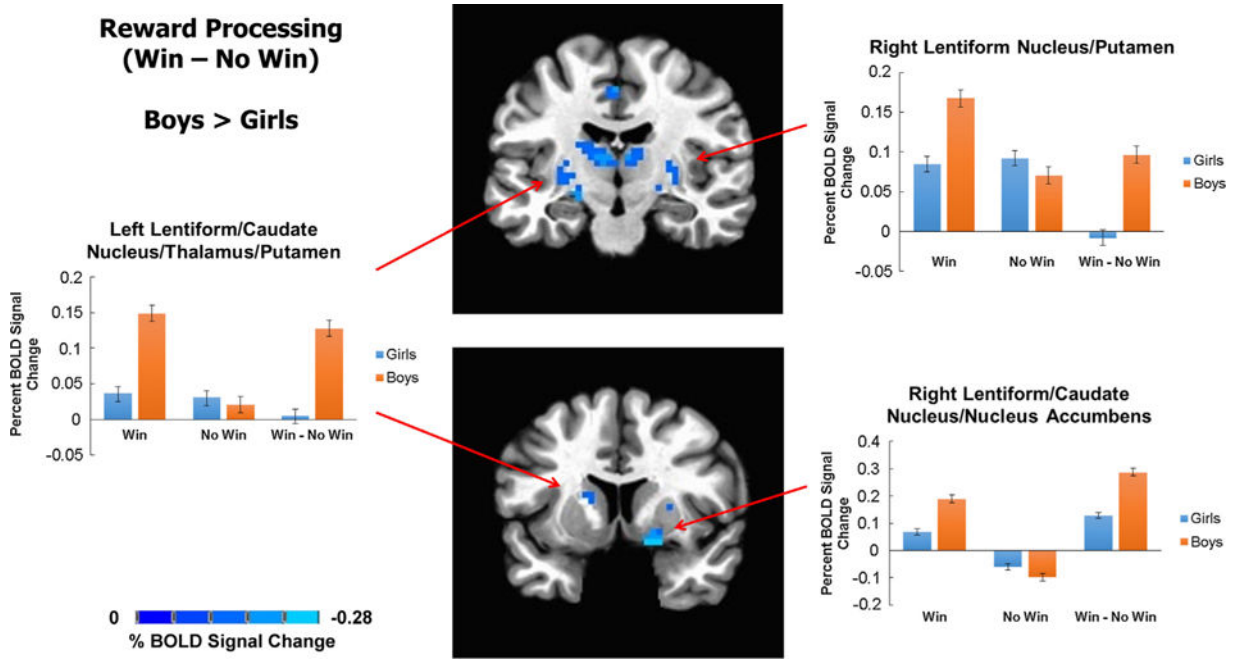 Reward Processing
(Win – No Win)
Boys > Girls
Left Lentiform/Caudate
Nucleus/Thalamus/Putamen
Percent BOLD Signal
Change
0.2
0.15
0.1
0.05
0
-0.05
Win
No Win
Win - No Win
Girls
Boys
0
-0.28
% BOLD Signal Change
Right Lentiform Nucleus/Putamen
Percent BOLD Signal
Change
0.2
0.15
0.1
0.05
0
-0.05
Win
No Win
Win - No Win
Girls
Boys
Right Lentiform/Caudate
Nucleus/Nucleus Accumbens
Percent BOLD Signal
Change
0.4
0.3
0.2
0.1
0
-0.1
-0.2
Win
No Win
Win - No Win
Girls
Boys